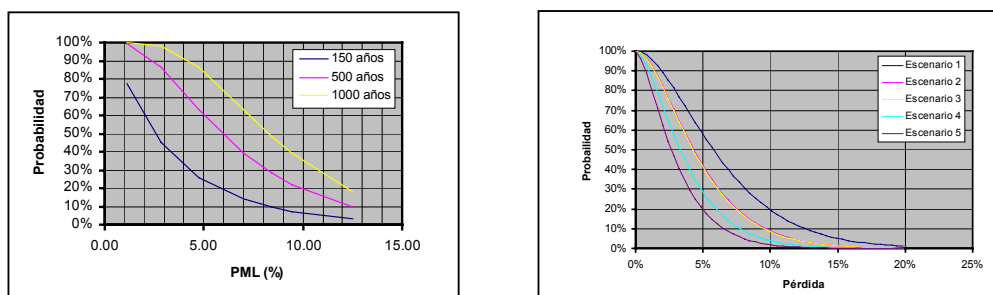 Probabilidad
100%
90%
80%
70%
60%
50%
40%
30%
20%
10%
0%
150 años
500 años
1000 años
0.00
5.00
10.00
15.00
PML (%)
Probailidad
100%
90%
80%
70%
60%
50%
40%
30%
20%
10%
0%
Escenario 1
Escenario 2
Escenario 3
Escenario 4
Escenario 5
0%
5%
10%
15%
20%
25%
Pérdida